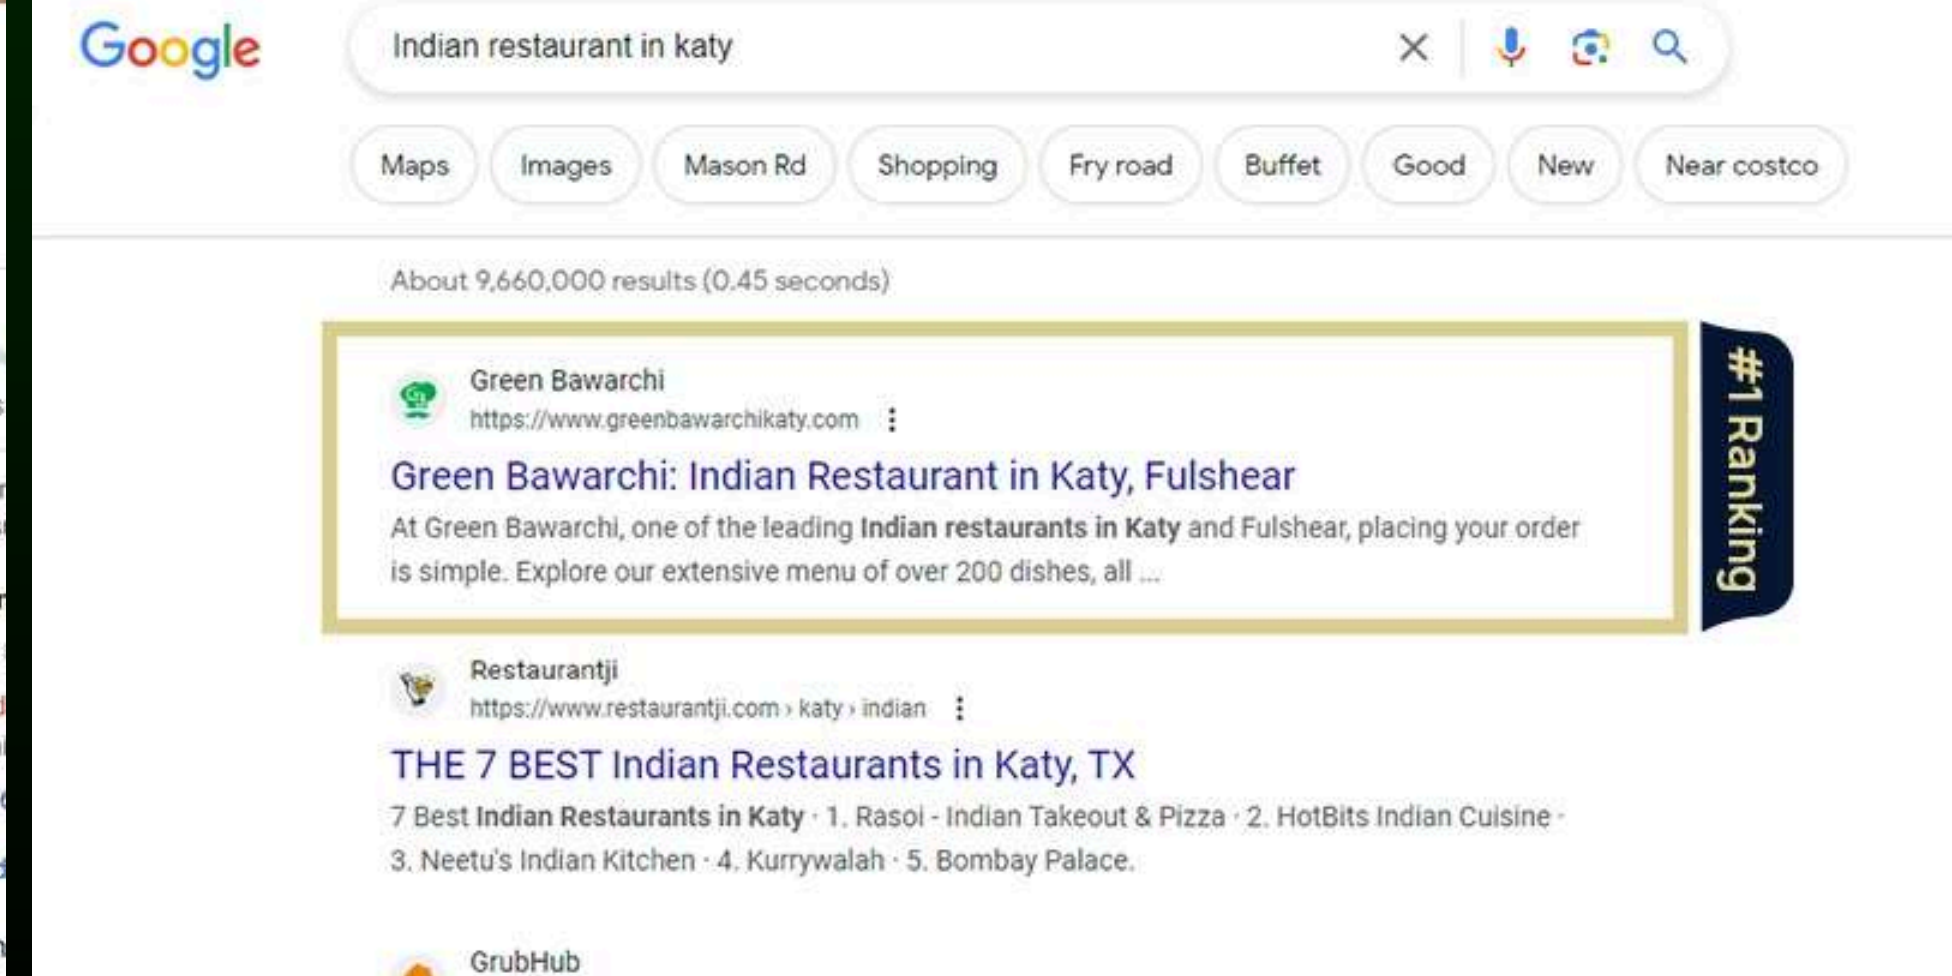 Google
Indian restaurant in katy
Maps
Images
Mason Rd
Shopping
Fry road
Buffet
Good
New
Near costco
About 9,660,000 results (0.45 seconds)
Green Bawarchi
https://www.greenbawarchikaty.com
Green Bawarchi: Indian Restaurant in Katy, Fulshear
At Green Bawarchi, one of the leading Indian restaurants in Katy and Fulshear, placing your order
is simple. Explore our extensive menu of over 200 dishes, all ...
#1 Ranking
Restaurantji
https://www.restaurantji.com › katy › indian
THE 7 BEST Indian Restaurants in Katy, TX
7 Best Indian Restaurants in Katy · 1. Rasoi - Indian Takeout & Pizza · 2. HotBits Indian Cuisine ·
3. Neetu's Indian Kitchen · 4. Kurrywalah · 5. Bombay Palace.
GrubHub